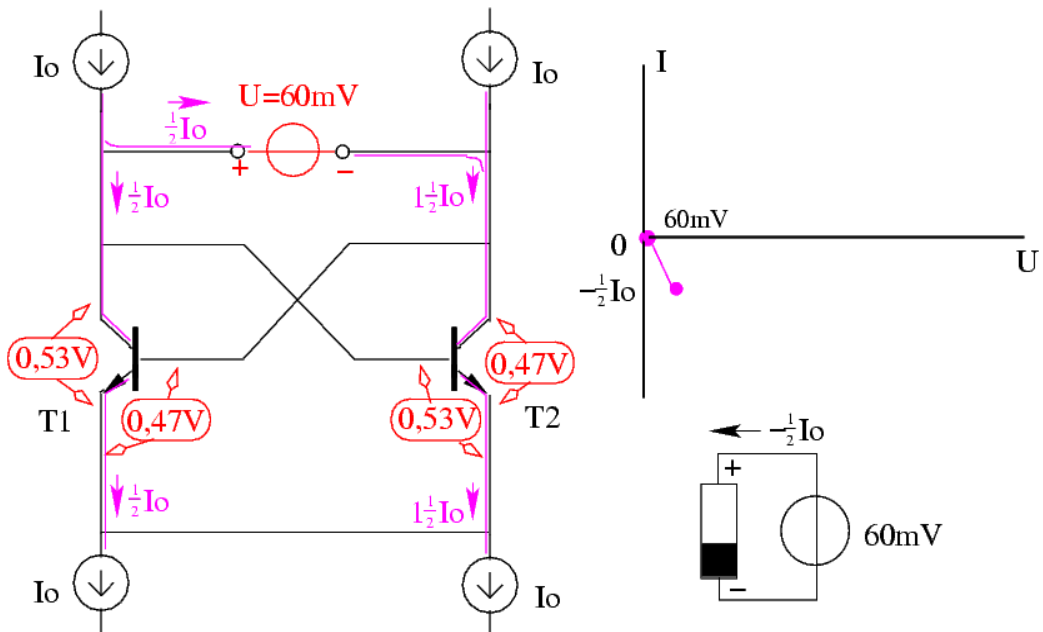 Io
Io
U=60mV
½Io
+
−
½Io
1½Io
0,53V
0,47V
T1
0,47V
0,53V
T2
½Io
1½Io
Io
Io
I
60mV
0
U
−½Io
−½Io
+
60mV
−